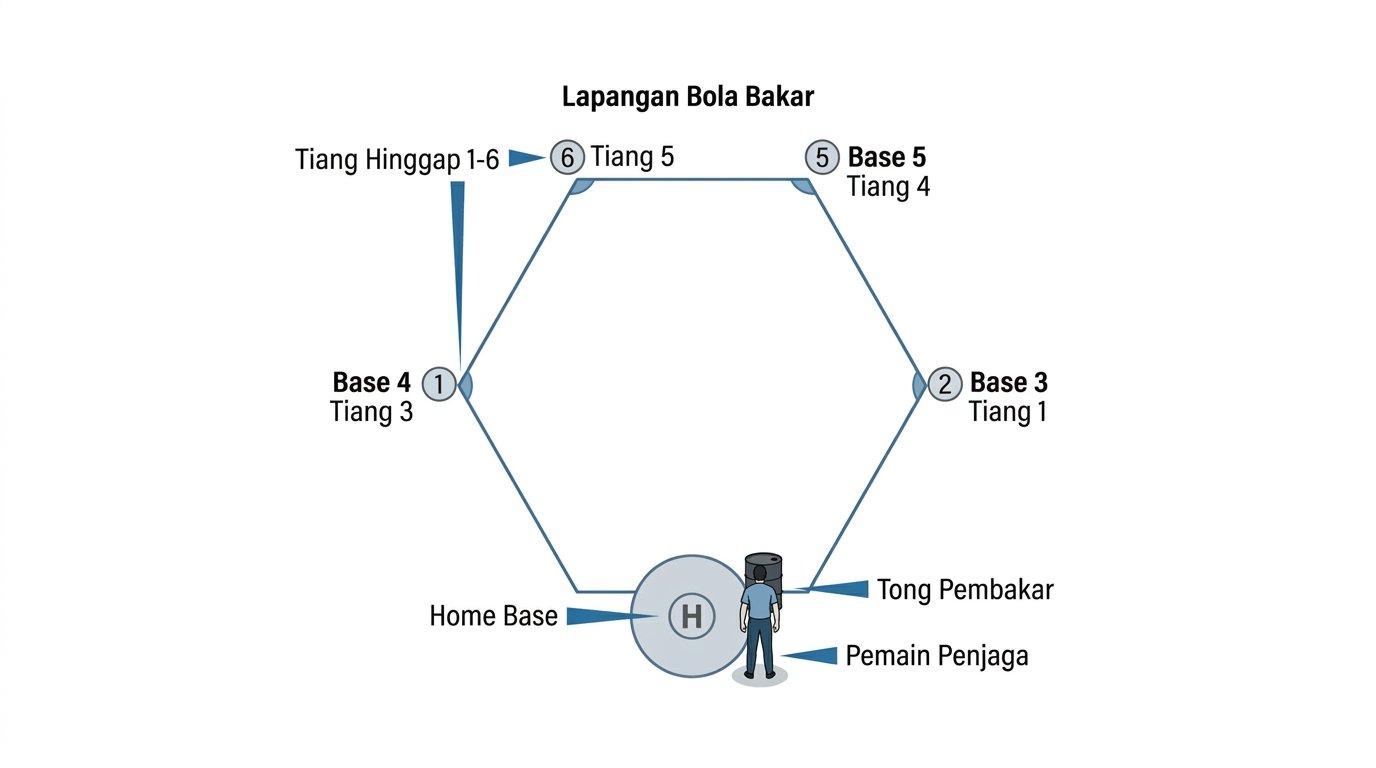 Lapangan Bola Bakar
Tiang Hinggap 1-6
6 Tiang 5
5 Base 5
Tiang 4
Base 4 1
Tiang 3
2 Base 3
Tiang 1
Tong Pembakar
Home Base
H
Pemain Penjaga